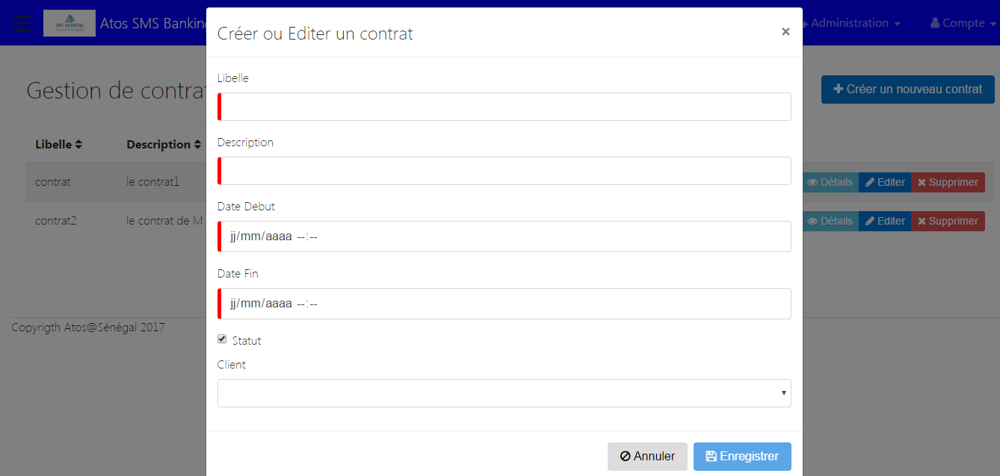 SMS BANKING
Atos SMS Banking
Administration
Compte
Créer ou Editer un contrat
×
Gestion de contrat
Créer un nouveau contrat
Libelle
Description
contrat
le contrat1
Détails
Editer
Supprimer
contrat2
le contrat de M
Détails
Editer
Supprimer
Libelle
Description
Date Debut
jj/mm/aaaa --:--
Date Fin
jj/mm/aaaa --:--
Statut
Client
Annuler
Enregistrer
Copyrigth Atos@Sénégal 2017